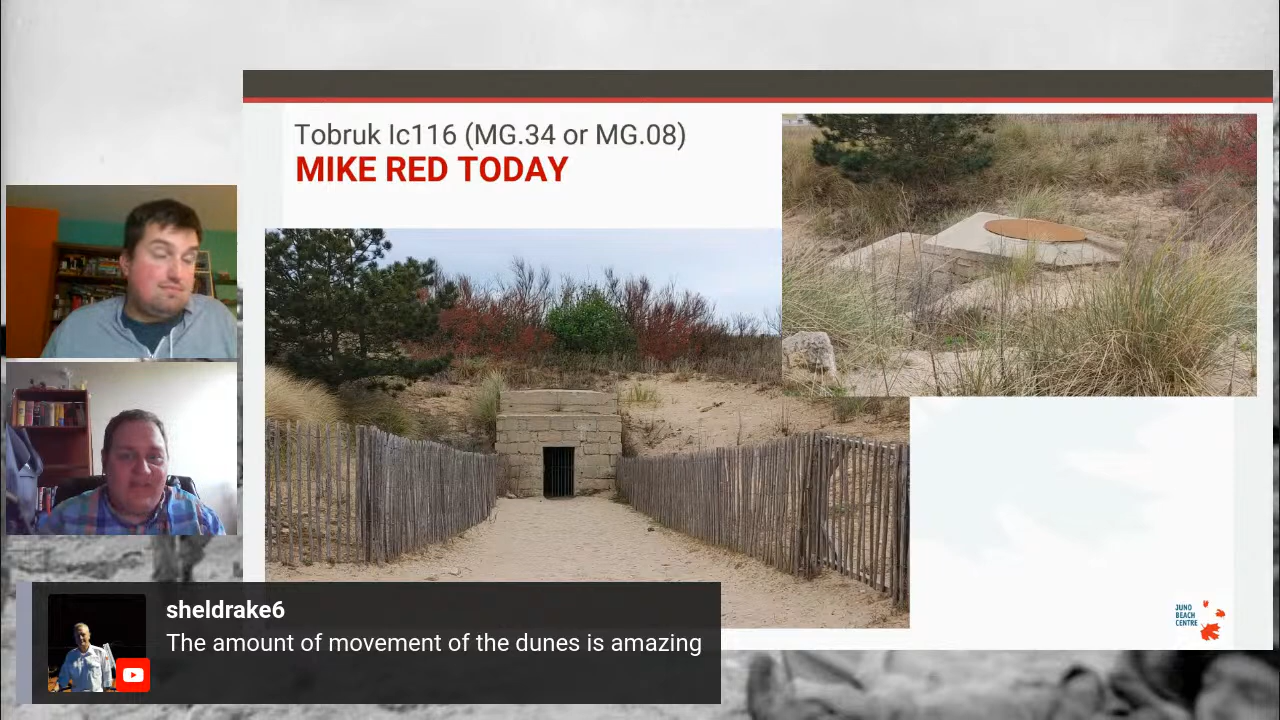 Tobruk Ic116 (MG.34 or MG.08)
MIKE RED TODAY
JUNO
BEACH
CENTRE
sheldrake6
The amount of movement of the dunes is amazing